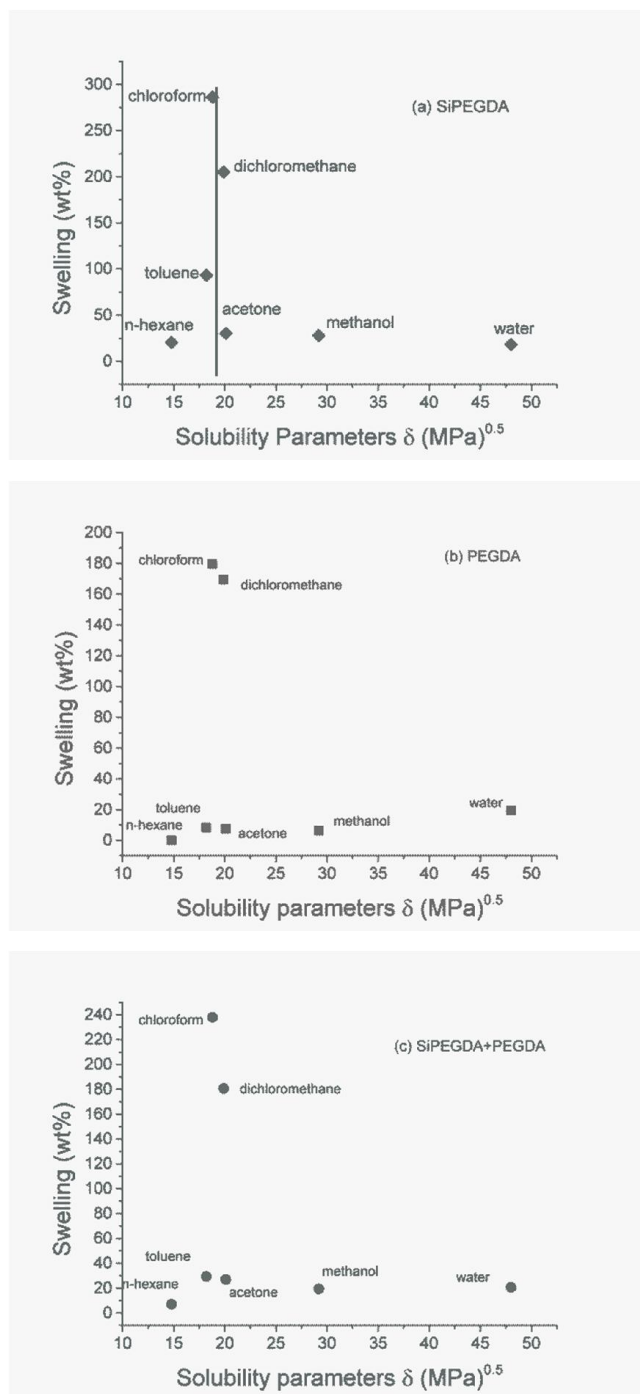 300
250
200
150
100
50
0
Swelling (wt%)
chloroform
(a) SiPEGDA
dichloromethane
toluene
acetone
n-hexane
methanol
water
10 15 20 25 30 35 40 45 50
Solubility Parameters δ (MPa)^0.5
200
180
160
140
120
100
80
60
40
20
0
Swelling (wt%)
chloroform
(b) PEGDA
dichloromethane
toluene
n-hexane
acetone
methanol
water
10 15 20 25 30 35 40 45 50
Solubility parameters δ (MPa)^0.5
240
220
200
180
160
140
120
100
80
60
40
20
0
Swelling (wt%)
chloroform
(c) SiPEGDA+PEGDA
dichloromethane
toluene
n-hexane
acetone
methanol
water
10 15 20 25 30 35 40 45 50
Solubility parameters δ (MPa)^0.5